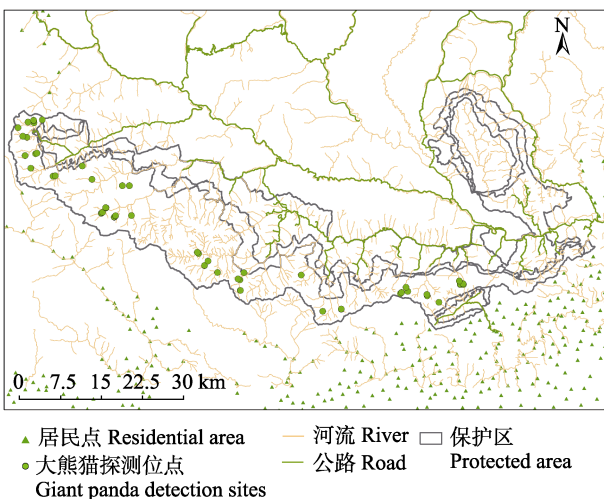 N
0 7.5 15 22.5 30 km
居民点 Residential area
河流 River
保护区
Protected area
大熊猫探测位点
Giant panda detection sites
公路 Road